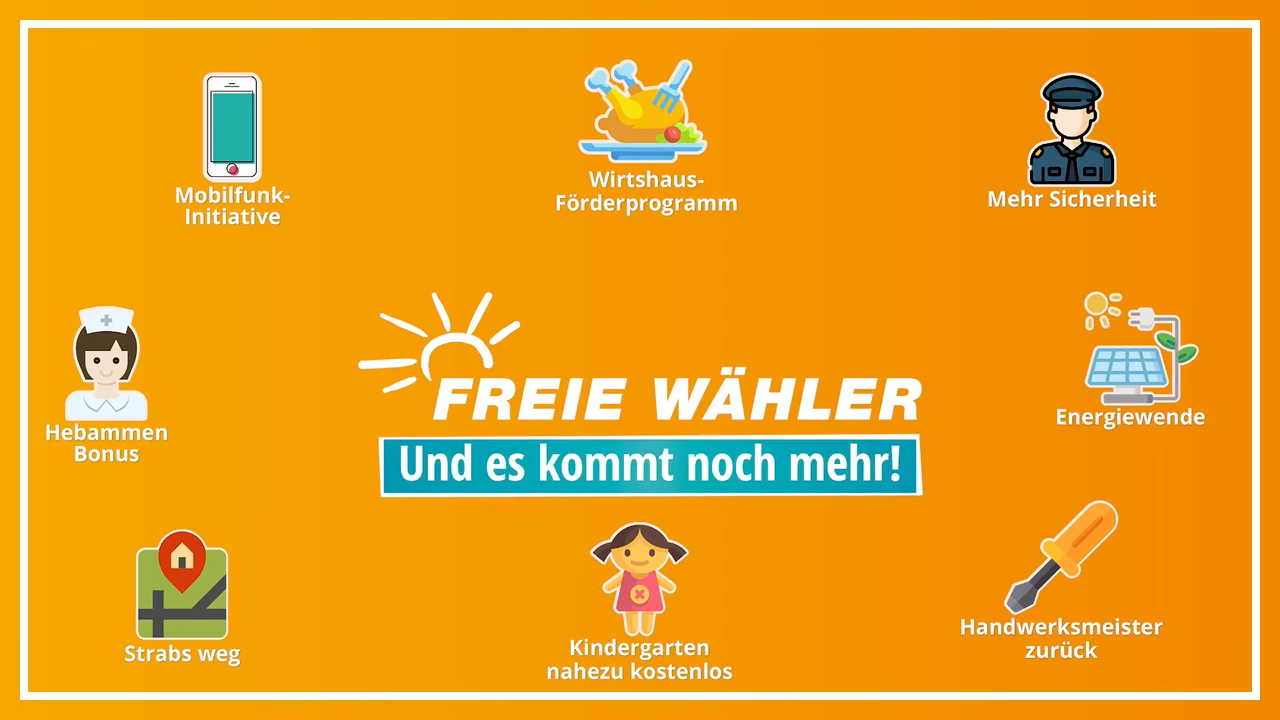 Mobilfunk-
Initiative
Wirtshaus-
Förderprogramm
Mehr Sicherheit
Hebammen
Bonus
FREIE WÄHLER
Und es kommt noch mehr!
Energiewende
Strabs weg
Kindergarten
nahezu kostenlos
Handwerksmeister
zurück